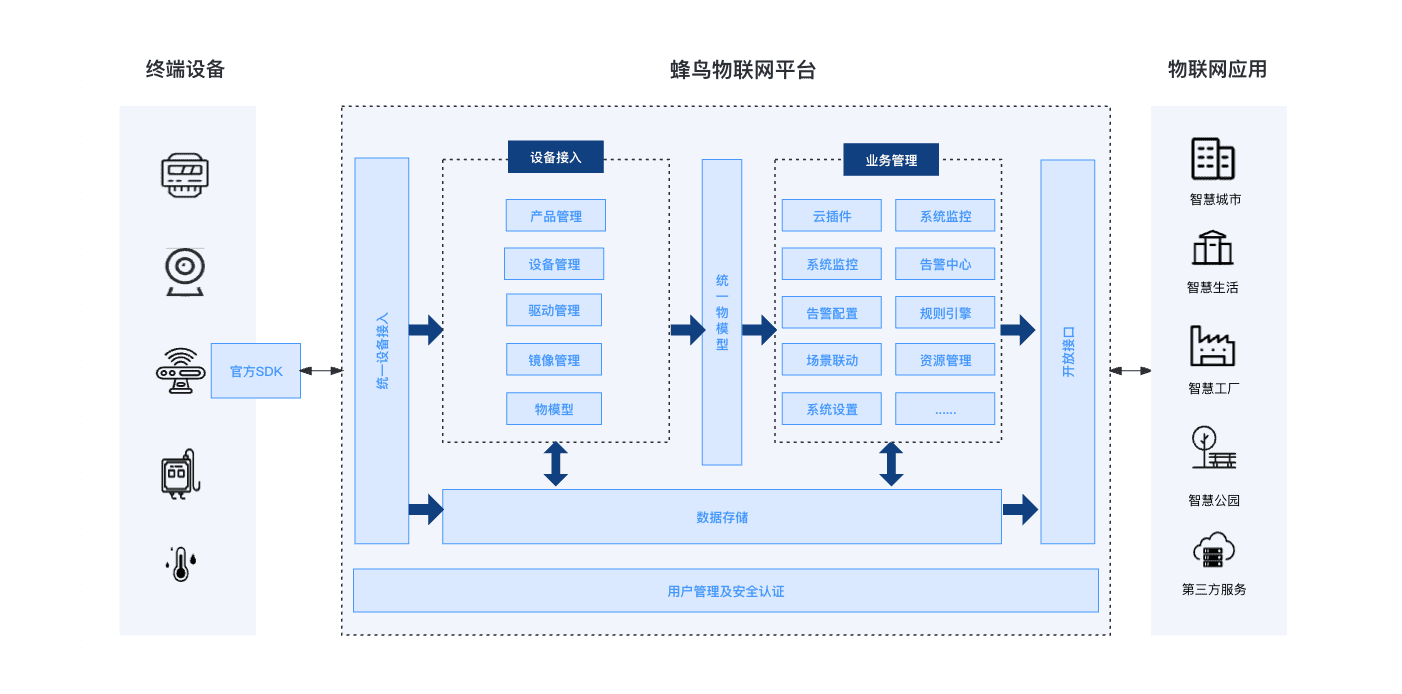 终端设备
蜂鸟物联网平台
物联网应用
官方SDK
统一设备接入
设备接入
产品管理
设备管理
驱动管理
镜像管理
物模型
统一物模型
业务管理
云插件
系统监控
系统监控
告警中心
告警配置
规则引擎
场景联动
资源管理
系统设置
......
数据存储
开放接口
用户管理及安全认证
智慧城市
智慧生活
智慧工厂
智慧公园
第三方服务